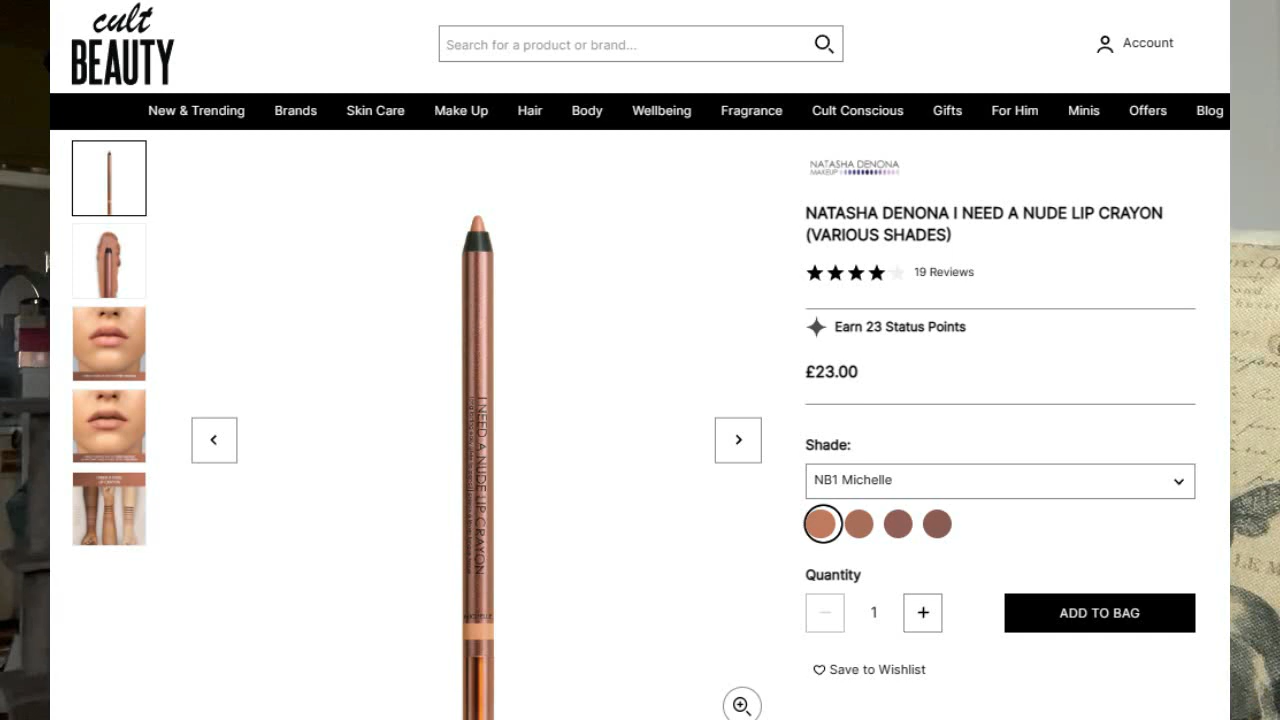 cult
BEAUTY
Search for a product or brand...
Account
New & Trending
Brands
Skin Care
Make Up
Hair
Body
Wellbeing
Fragrance
Cult Conscious
Gifts
For Him
Minis
Offers
Blog
NATASHA DENONA
MAKEUP
NATASHA DENONA I NEED A NUDE LIP CRAYON
(VARIOUS SHADES)
19 Reviews
Earn 23 Status Points
£23.00
Shade:
NB1 Michelle
Quantity
1
ADD TO BAG
Save to Wishlist
I NEED A NUDE LIP CRAYON